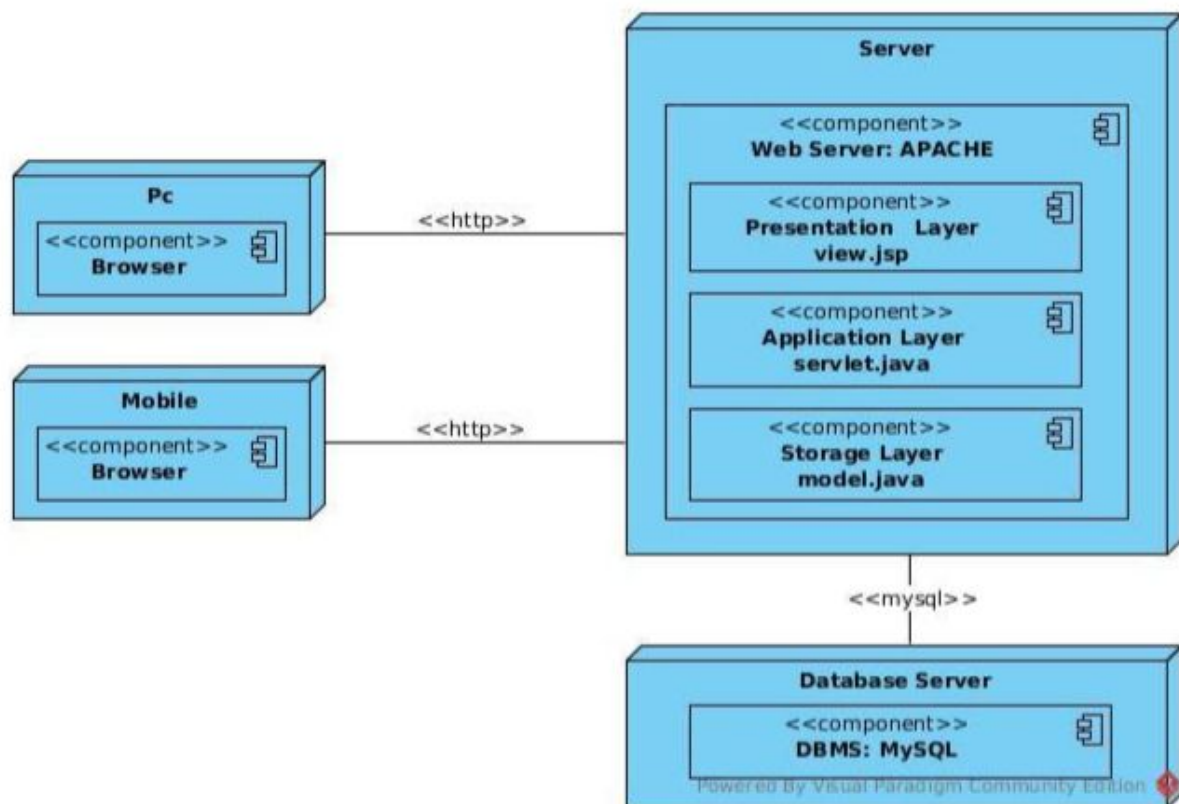 Server
<<component>>
Web Server: APACHE
<<component>>
Presentation Layer
view.jsp
<<component>>
Application Layer
servlet.java
<<component>>
Storage Layer
model.java
Pc
<<component>>
Browser
<<http>>
Mobile
<<component>>
Browser
<<http>>
<<mysql>>
Database Server
<<component>>
DBMS: MySQL
Powered By Visual Paradigm Community Edition